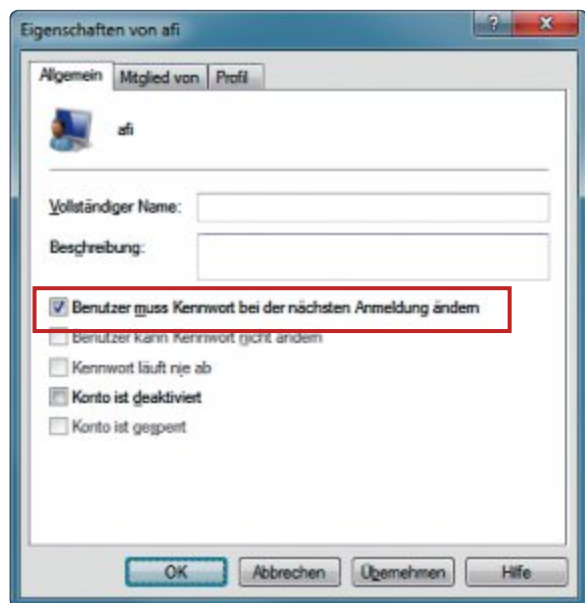 Eigenschaften von afi
Allgemein Mitglied von Profil
afi
Vollständiger Name:
Beschreibung:
Benutzer muss Kennwort bei der nächsten Anmeldung ändern
Benutzer kann Kennwort nicht ändern
Kennwort läuft nie ab
Konto ist deaktiviert
Konto ist gesperrt
OK Abbrechen Übernehmen Hilfe